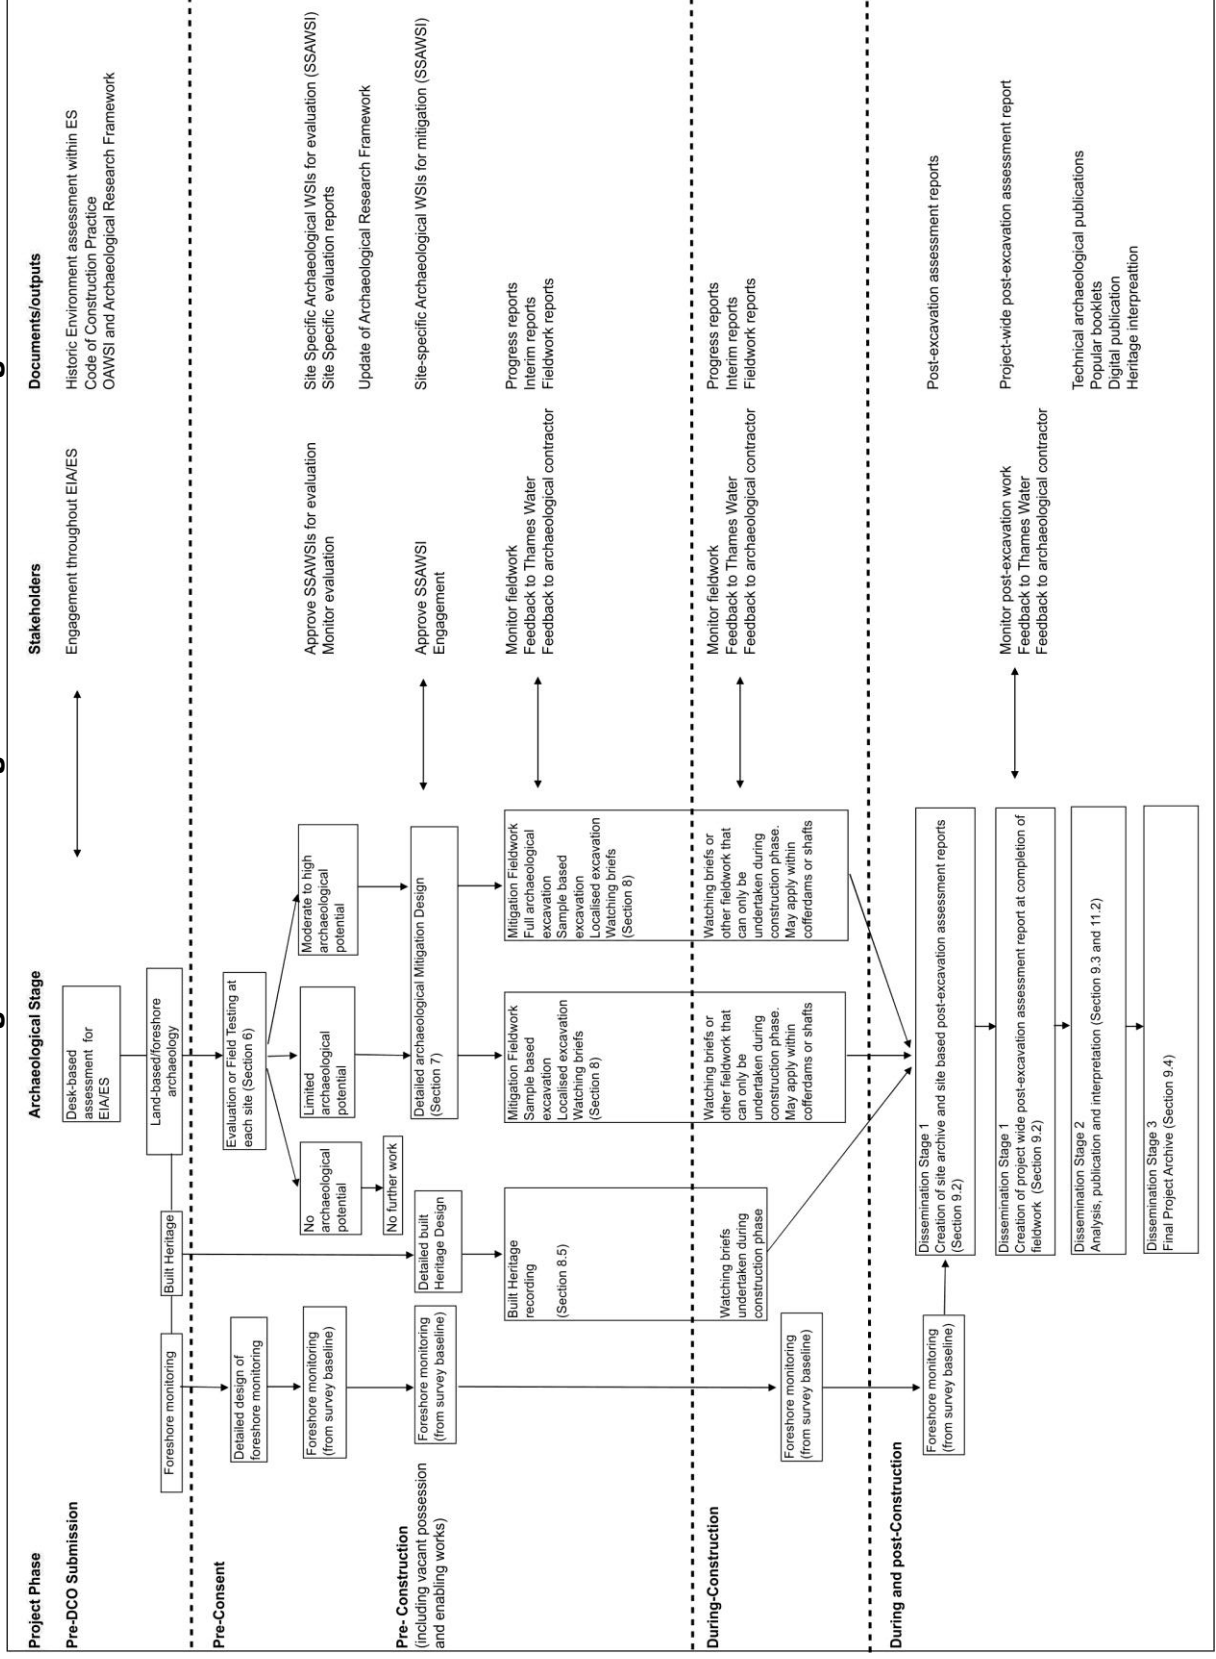 Project Phase
Archaeological Stage
Stakeholders
Documents/outputs
Pre-DCO Submission
Desk-based
assessment for
EIA/ES
Engagement throughout EIA/ES
Historic Environment assessment within ES
Code of Construction Practice
OAWSI and Archaeological Research Framework
Foreshore monitoring
Built Heritage
Land-based/foreshore
archaeology
Pre-Consent
Detailed design of
foreshore monitoring
Evaluation or Field Testing at
each site (Section 6)
Foreshore monitoring
(from survey baseline)
No
archaeological
potential
Limited
archaeological
potential
Moderate to high
archaeological
potential
Approve SSAWSIs for evaluation
Monitor evaluation
Site Specific Archaeological WSIs for evaluation (SSAWSI)
Site Specific evaluation reports
Update of Archaeological Research Framework
No further work
Pre- Construction
(including vacant possession
and enabling works)
Foreshore monitoring
(from survey baseline)
Detailed built
Heritage Design
Detailed archaeological Mitigation Design
(Section 7)
Approve SSAWSI
Engagement
Site-specific Archaeological WSIs for mitigation (SSAWSI)
Built Heritage
recording
(Section 8.5)
Mitigation Fieldwork
Sample based
excavation
Localised excavation
Watching briefs
(Section 8)
Mitigation Fieldwork
Full archaeological
excavation
Sample based
excavation
Localised excavation
Watching briefs
(Section 8)
Monitor fieldwork
Feedback to Thames Water
Feedback to archaeological contractor
Progress reports
Interim reports
Fieldwork reports
During-Construction
Foreshore monitoring
(from survey baseline)
Watching briefs
undertaken during
construction phase
Watching briefs or
other fieldwork that
can only be
undertaken during
construction phase.
May apply within
cofferdams or shafts
Watching briefs or
other fieldwork that
can only be
undertaken during
construction phase.
May apply within
cofferdams or shafts
Monitor fieldwork
Feedback to Thames Water
Feedback to archaeological contractor
Progress reports
Interim reports
Fieldwork reports
During and post-Construction
Foreshore monitoring
(from survey baseline)
Dissemination Stage 1
Creation of site archive and site based post-excavation assessment reports
(Section 9.2)
Post-excavation assessment reports
Dissemination Stage 1
Creation of project wide post-excavation assessment report at completion of
fieldwork (Section 9.2)
Monitor post-excavation work
Feedback to Thames Water
Feedback to archaeological contractor
Project-wide post-excavation assessment report
Dissemination Stage 2
Analysis, publication and interpretation (Section 9.3 and 11.2)
Technical archaeological publications
Popular booklets
Digital publication
Heritage interpreattion
Dissemination Stage 3
Final Project Archive (Section 9.4)